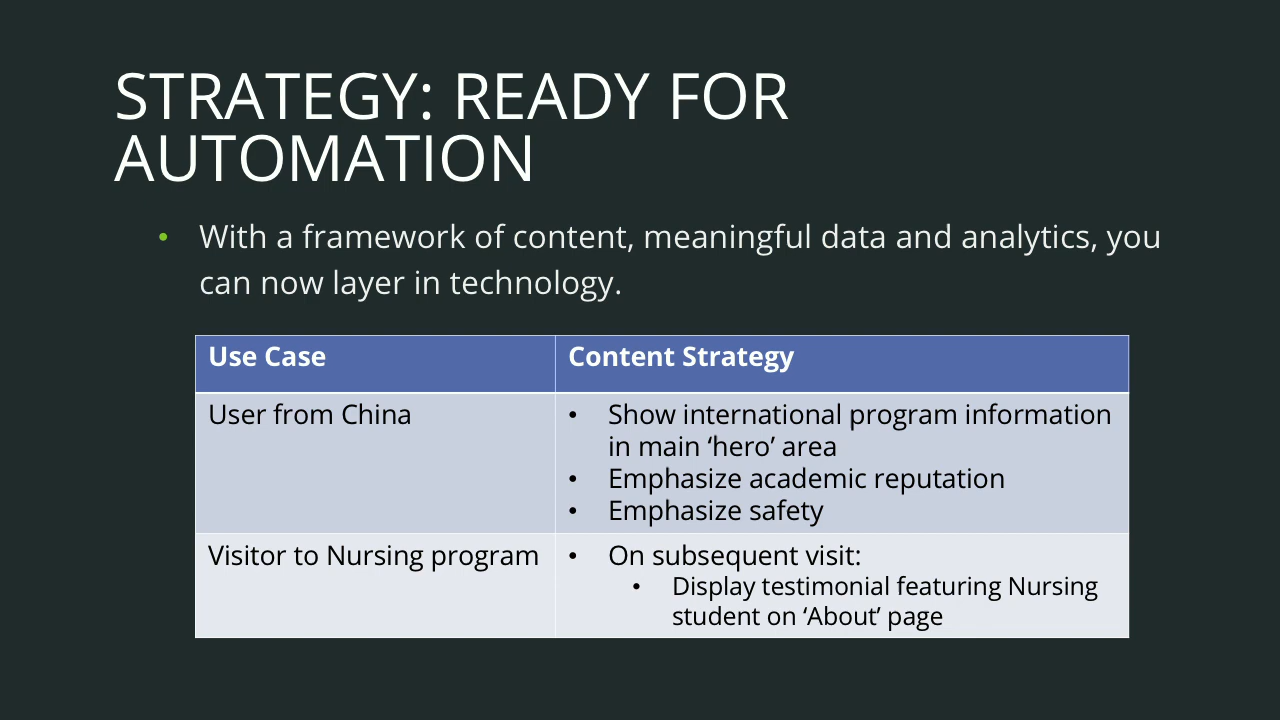 STRATEGY: READY FOR
AUTOMATION
• With a framework of content, meaningful data and analytics, you
can now layer in technology.
Use Case
Content Strategy
User from China
• Show international program information
in main ‘hero’ area
• Emphasize academic reputation
• Emphasize safety
Visitor to Nursing program
• On subsequent visit:
• Display testimonial featuring Nursing
student on ‘About’ page